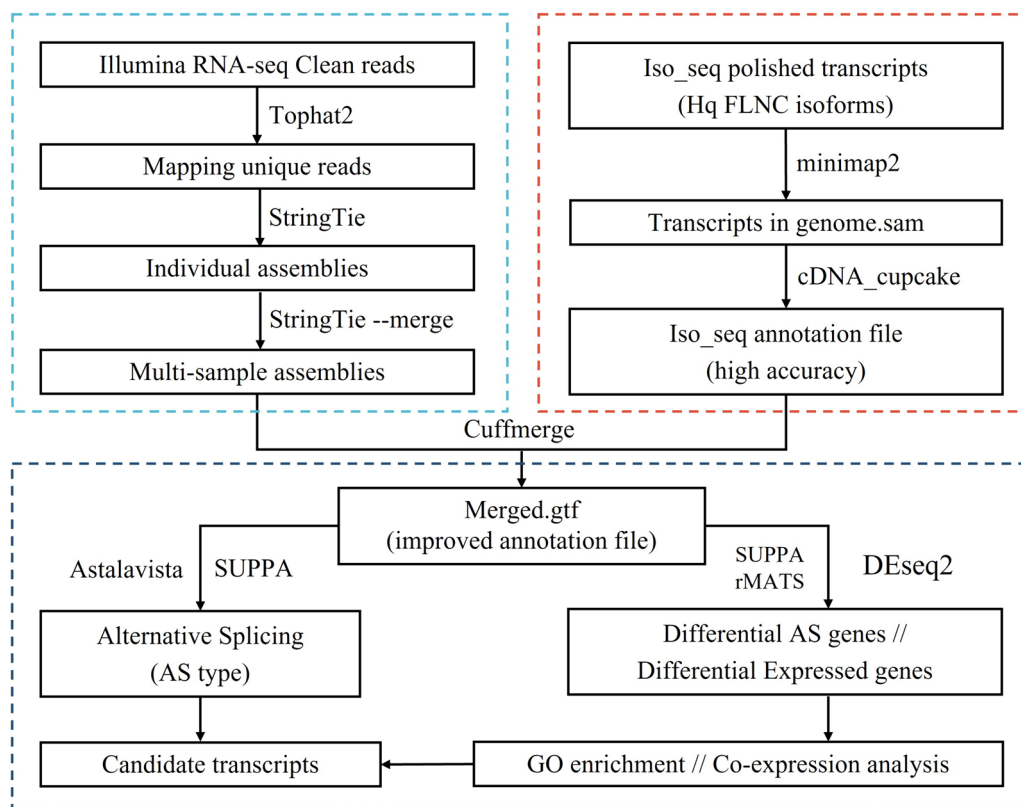 Illumina RNA-seq Clean reads
Tophat2
Mapping unique reads
StringTie
Individual assemblies
StringTie --merge
Multi-sample assemblies
Iso_seq polished transcripts
(Hq FLNC isoforms)
minimap2
Transcripts in genome.sam
cDNA_cupcake
Iso_seq annotation file
(high accuracy)
Cuffmerge
Merged.gtf
(improved annotation file)
Astalavista
SUPPA
SUPPA
rMATS
DEseq2
Alternative Splicing
(AS type)
Differential AS genes //
Differential Expressed genes
Candidate transcripts
GO enrichment // Co-expression analysis